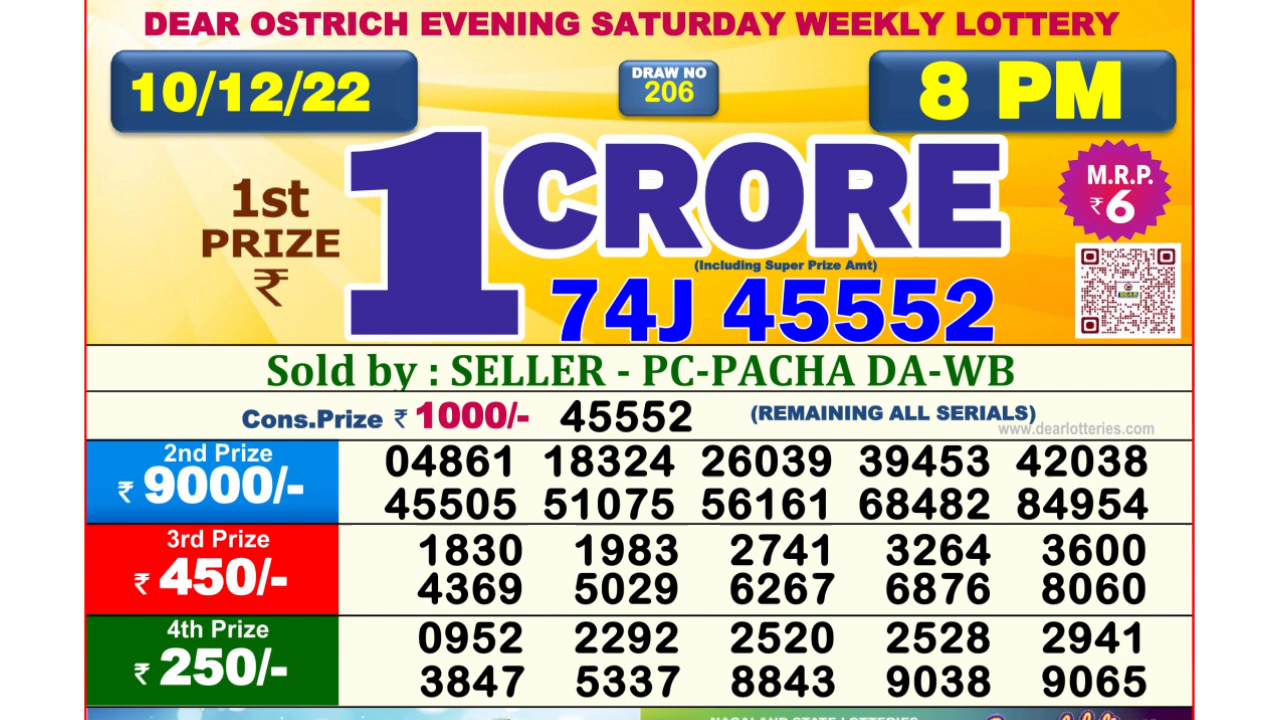 DEAR OSTRICH EVENING SATURDAY WEEKLY LOTTERY
10/12/22
DRAW NO
206
8 PM
1st
PRIZE
₹
1 CRORE
(Including Super Prize Amt)
74J 45552
M.R.P.
₹ 6
Sold by : SELLER - PC-PACHA DA-WB
Cons.Prize ₹ 1000/- 45552 (REMAINING ALL SERIALS)
www.dearlotteries.com
2nd Prize
₹ 9000/-
04861 18324 26039 39453 42038
45505 51075 56161 68482 84954
3rd Prize
₹ 450/-
1830 1983 2741 3264 3600
4369 5029 6267 6876 8060
4th Prize
₹ 250/-
0952 2292 2520 2528 2941
3847 5337 8843 9038 9065
NAGALAND STATE LOTTERIES